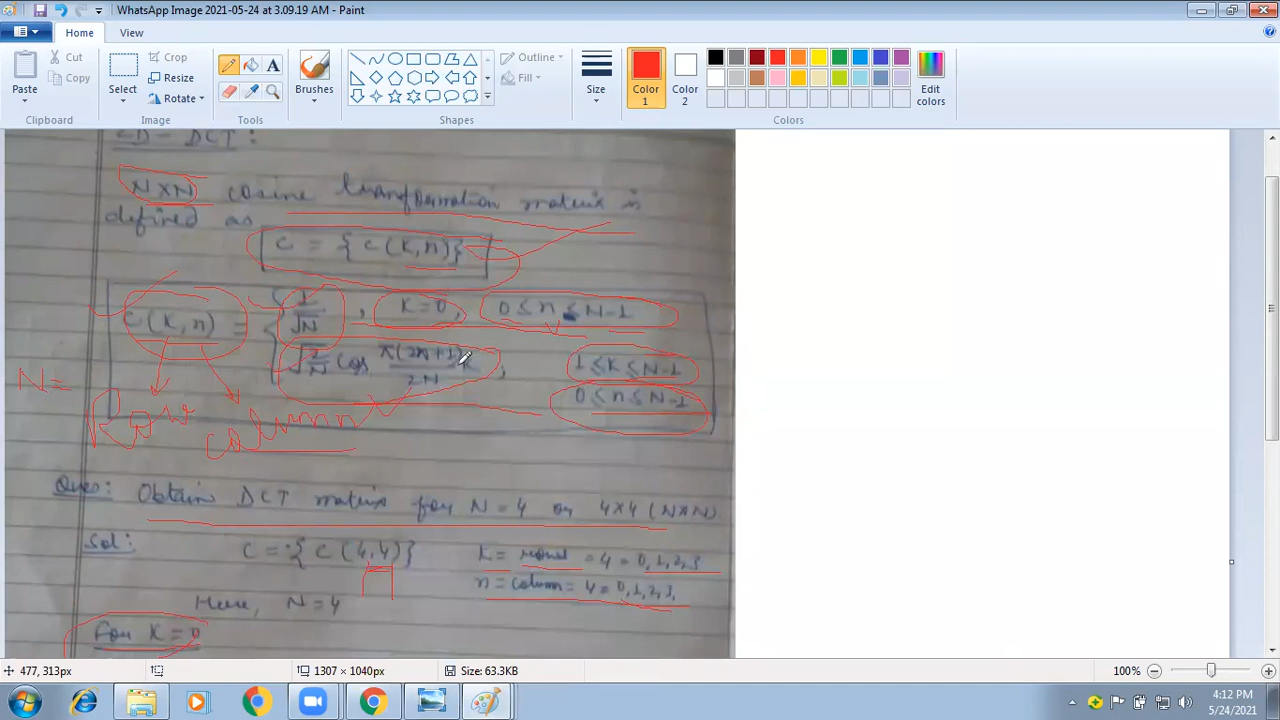 WhatsApp Image 2021-05-24 at 3.09.19 AM - Paint
Home View
Paste
Cut
Copy
Clipboard
Select
Crop
Resize
Rotate
Image
A
Tools
Brushes
Outline
Fill
Shapes
Size
Color 1
Color 2
Edit colors
Colors
2D - DCT :
N×N cosine transformation matrix is
defined as
C = { C (K, n) }
C (K, n) = { 1/√N , K=0, 0 ≤ n ≤ N-1
√2/N Cos π(2n+1)K/2N , 1 ≤ K ≤ N-1
0 ≤ n ≤ N-1
N=
Row
column
Ques: Obtain DCT matrix for N = 4 or 4×4 (N×N)
Sol: C = { C (4,4) } K = rows = 4 = 0,1,2,3
n = column = 4 = 0,1,2,3,
Here, N = 4
For K = 0
477, 313px
1307 × 1040px
Size: 63.3KB
100%
4:12 PM
5/24/2021